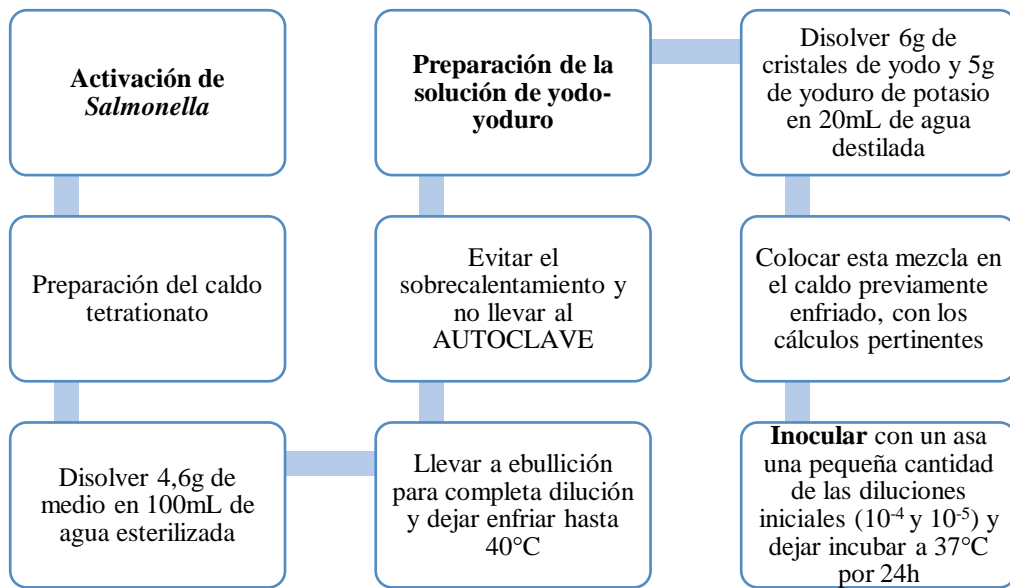 Activación de
Salmonella
Preparación del caldo
tetrationato
Disolver 4,6g de
medio en 100mL de
agua esterilizada
Llevar a ebullición
para completa dilución
y dejar enfriar hasta
40°C
Evitar el
sobrecalentamiento y
no llevar al
AUTOCLAVE
Preparación de la
solución de yodo-
yoduro
Disolver 6g de
cristales de yodo y 5g
de yoduro de potasio
en 20mL de agua
destilada
Colocar esta mezcla en
el caldo previamente
enfriado, con los
cálculos pertinentes
Inocular con un asa
una pequeña cantidad
de las diluciones
iniciales (10⁻⁴ y 10⁻⁵) y
dejar incubar a 37°C
por 24h